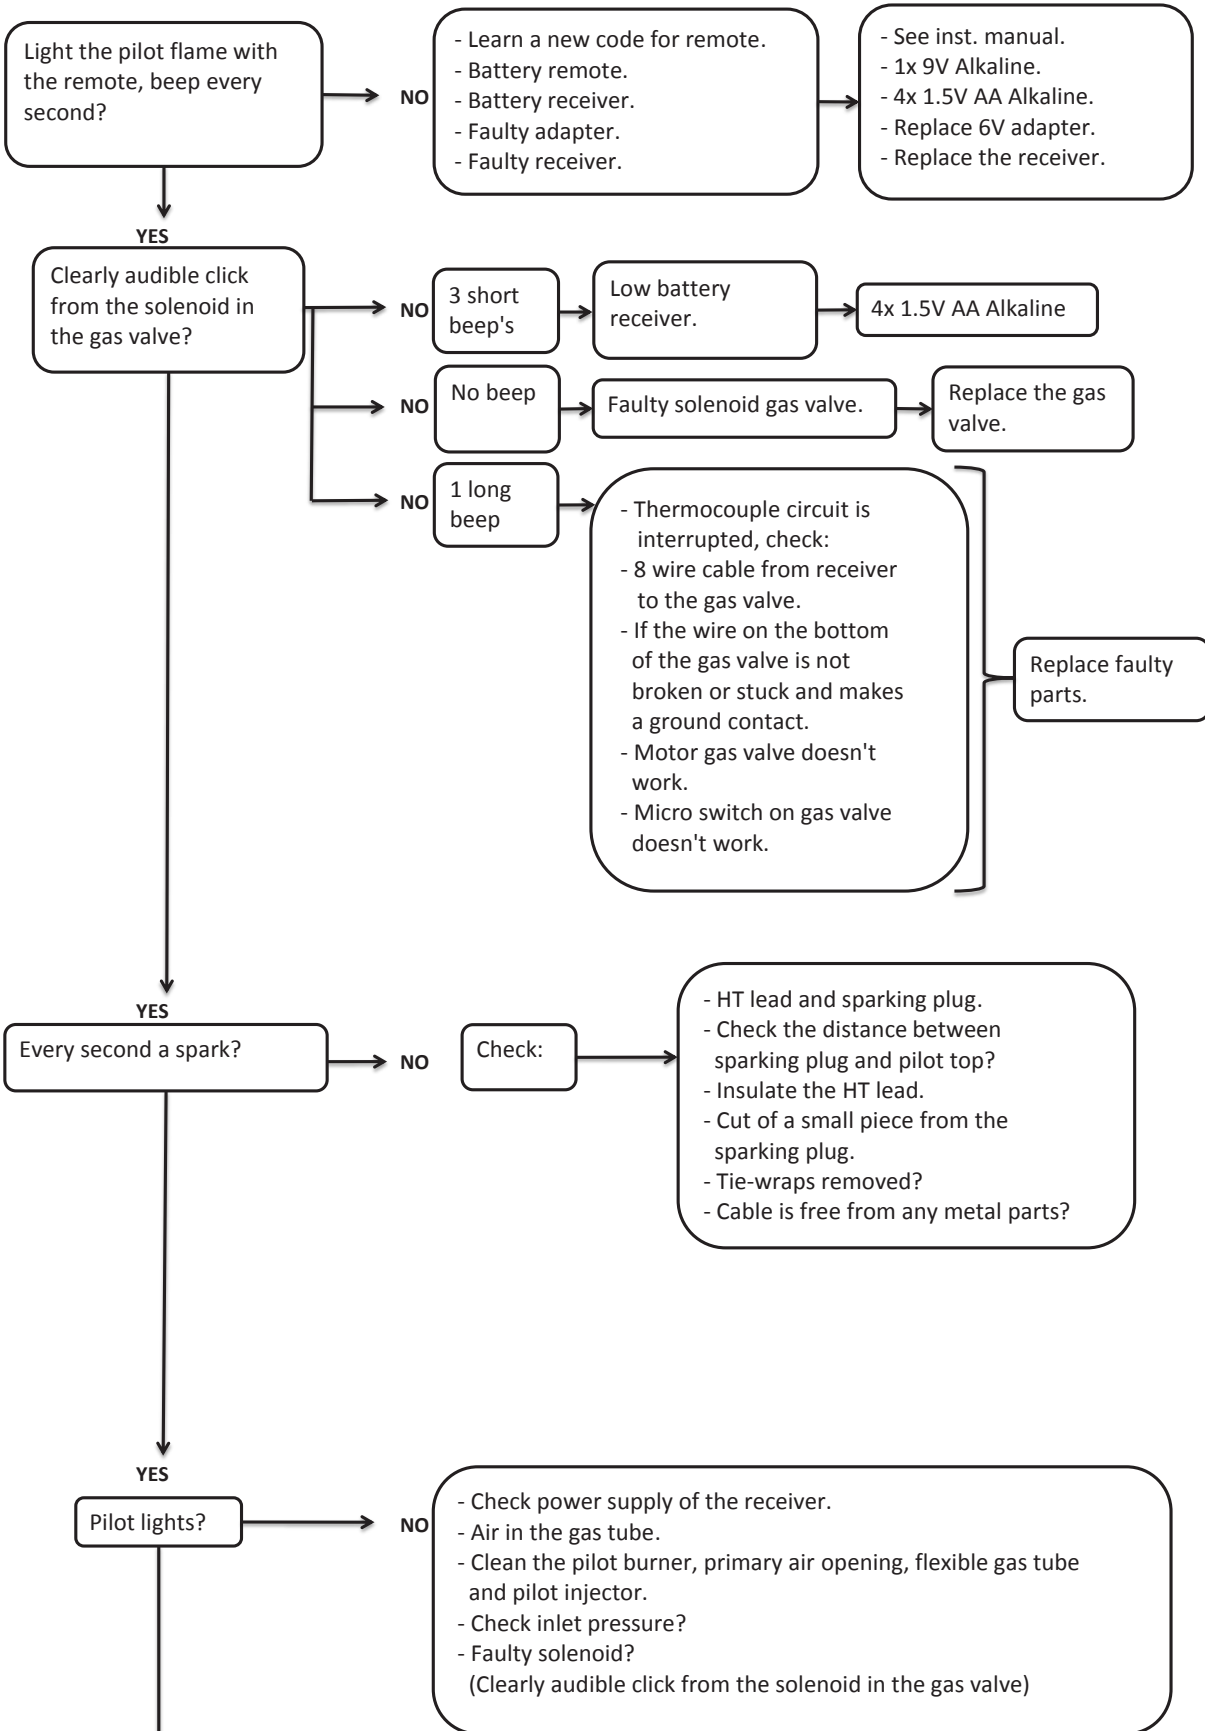 Light the pilot flame with
the remote, beep every
second?
NO
- Learn a new code for remote.
- Battery remote.
- Battery receiver.
- Faulty adapter.
- Faulty receiver.
- See inst. manual.
- 1x 9V Alkaline.
- 4x 1.5V AA Alkaline.
- Replace 6V adapter.
- Replace the receiver.
YES
Clearly audible click
from the solenoid in
the gas valve?
NO
3 short
beep's
Low battery
receiver.
4x 1.5V AA Alkaline
NO
No beep
Faulty solenoid gas valve.
Replace the gas
valve.
NO
1 long
beep
- Thermocouple circuit is
interrupted, check:
- 8 wire cable from receiver
to the gas valve.
- If the wire on the bottom
of the gas valve is not
broken or stuck and makes
a ground contact.
- Motor gas valve doesn't
work.
- Micro switch on gas valve
doesn't work.
Replace faulty
parts.
YES
Every second a spark?
NO
Check:
- HT lead and sparking plug.
- Check the distance between
sparking plug and pilot top?
- Insulate the HT lead.
- Cut of a small piece from the
sparking plug.
- Tie-wraps removed?
- Cable is free from any metal parts?
YES
Pilot lights?
NO
- Check power supply of the receiver.
- Air in the gas tube.
- Clean the pilot burner, primary air opening, flexible gas tube
and pilot injector.
- Check inlet pressure?
- Faulty solenoid?
(Clearly audible click from the solenoid in the gas valve)